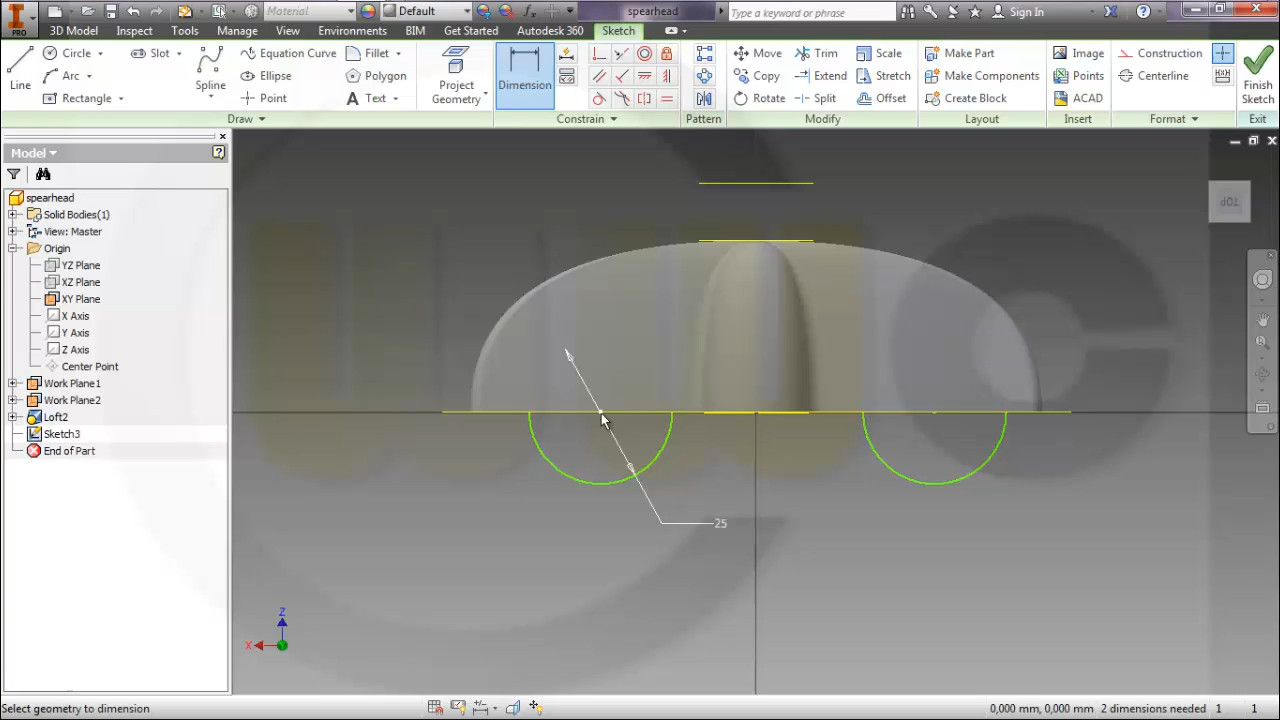 Material
Default
spearhead
Type a keyword or phrase
Sign In
PRO
3D Model
Inspect
Tools
Manage
View
Environments
BIM
Get Started
Autodesk 360
Sketch
Line
Circle
Arc
Rectangle
Slot
Spline
Equation Curve
Ellipse
Point
Fillet
Polygon
A Text
Project
Geometry
Dimension
Move
Copy
Rotate
Trim
Extend
Split
Scale
Stretch
Offset
Make Part
Make Components
Create Block
Image
Points
ACAD
Construction
Centerline
Finish
Sketch
Draw
Constrain
Pattern
Modify
Layout
Insert
Format
Exit
Model
spearhead
Solid Bodies(1)
View: Master
Origin
YZ Plane
XZ Plane
XY Plane
X Axis
Y Axis
Z Axis
Center Point
Work Plane1
Work Plane2
Loft2
Sketch3
End of Part
TOP
25
Z
X
Select geometry to dimension
0,000 mm, 0,000 mm
2 dimensions needed
1
1